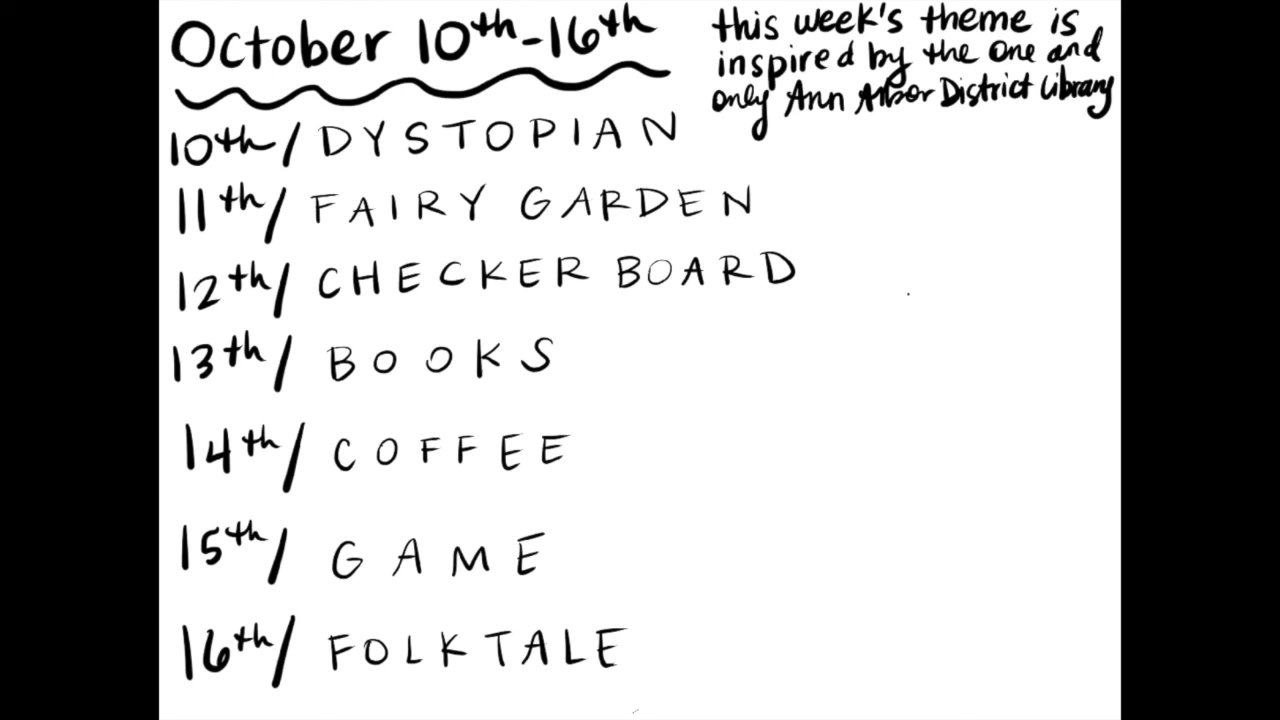 October 10th-16th
this week's theme is
inspired by the one and
only Ann Arbor District Library
10th/ DYSTOPIAN
11th/ FAIRY GARDEN
12th/ CHECKER BOARD
13th/ BOOKS
14th/ COFFEE
15th/ GAME
16th/ FOLKTALE